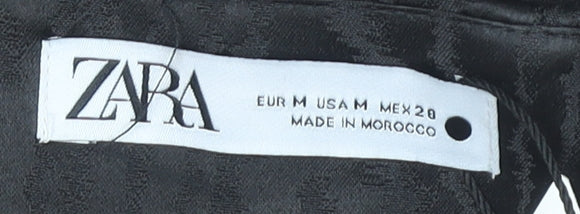 ZARA
EUR M USA M MEX 28
MADE IN MOROCCO